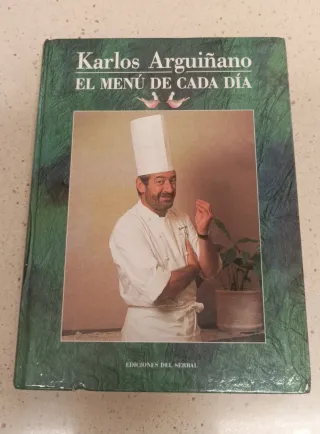 Karlos Arguiñano
EL MENÚ DE CADA DÍA
EDICIONES DEL SERBAL